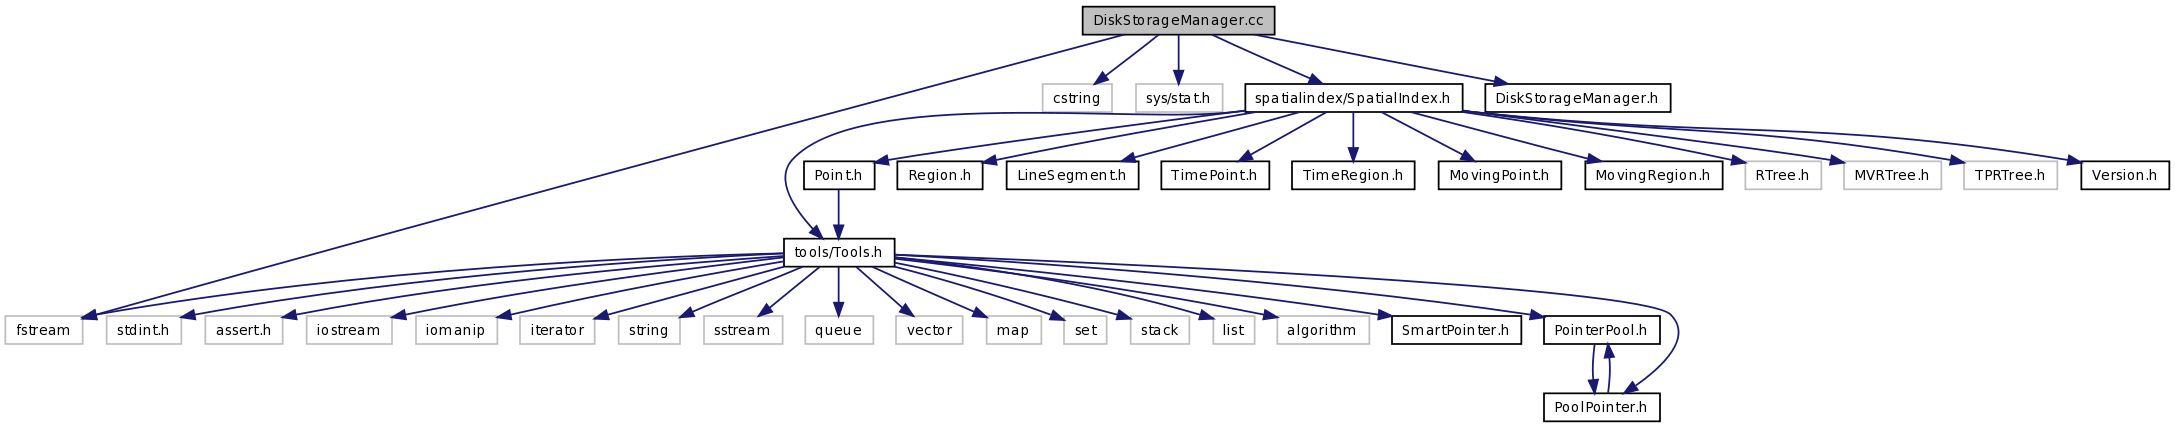 DiskStorageManager.cc
cstring
sys/stat.h
spatialindex/SpatialIndex.h
DiskStorageManager.h
Point.h
Region.h
LineSegment.h
TimePoint.h
TimeRegion.h
MovingPoint.h
MovingRegion.h
RTree.h
MVRTree.h
TPRTree.h
Version.h
tools/Tools.h
fstream
stdint.h
assert.h
iostream
iomanip
iterator
string
sstream
queue
vector
map
set
stack
list
algorithm
SmartPointer.h
PointerPool.h
PoolPointer.h